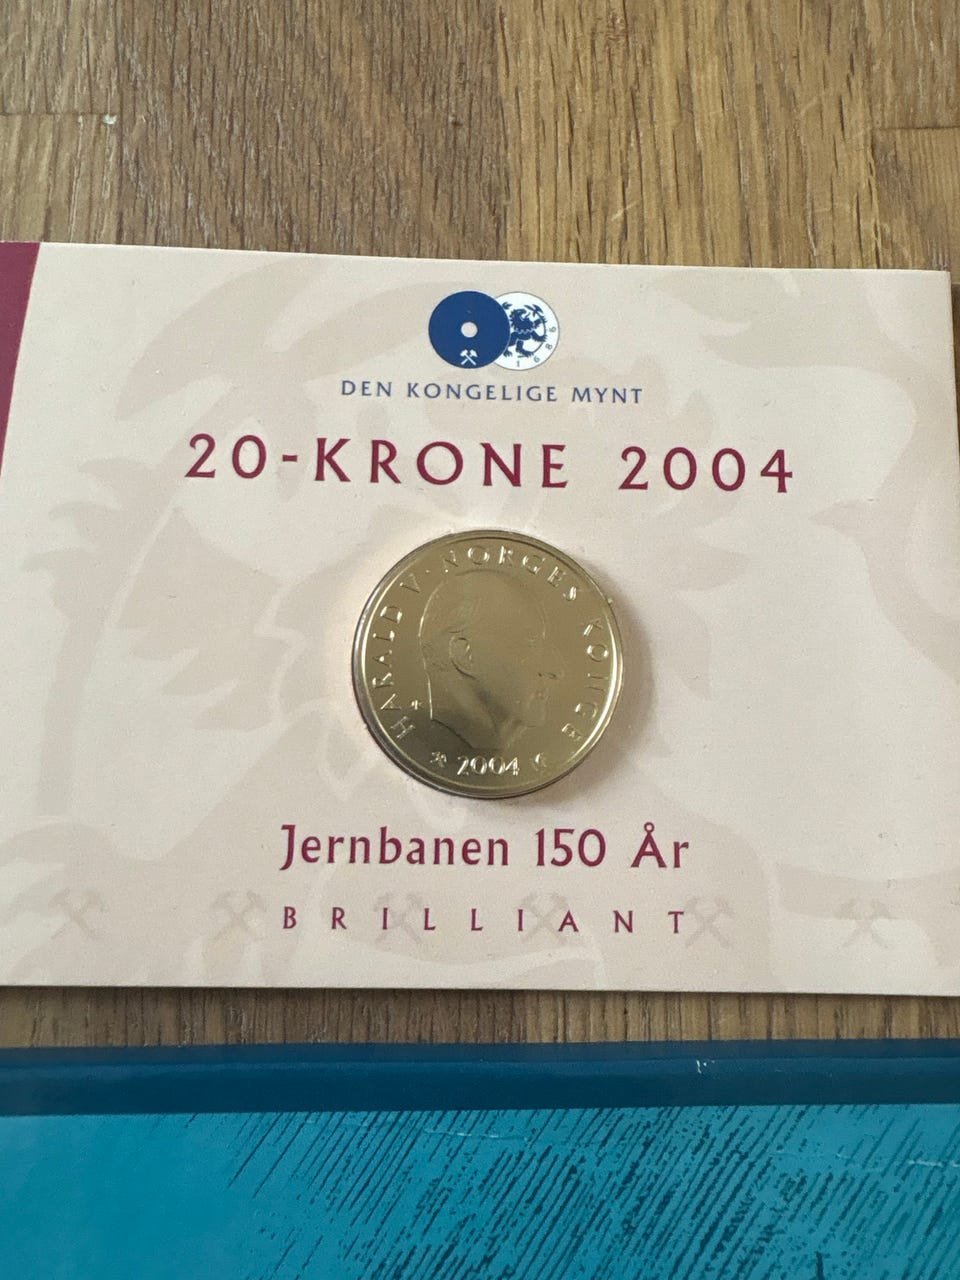 1686
DEN KONGELIGE MYNT
20-KRONE 2004
HARALD V · NORGES KONGE
2004
Jernbanen 150 År
BRILLIANT